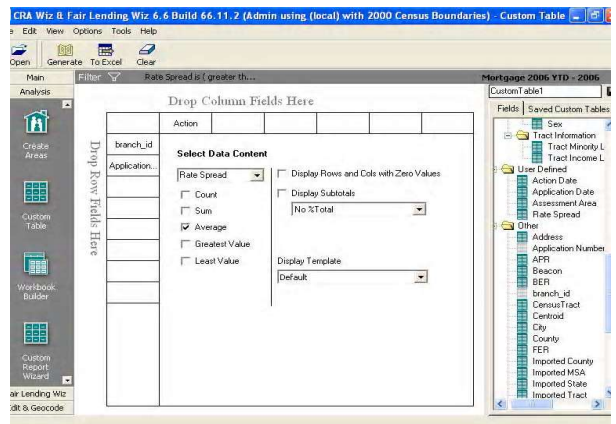 CRA Wiz & Fair Lending Wiz 6.6 Build 66.11.2 (Admin using (local) with 2000 Census Boundaries) - Custom Table
Edit View Options Tools Help
Open Generate To Excel Clear
Main
Filter Rate Spread is ( greater th...
Mortgage 2006 YTD - 2006
Analysis
Create Areas
Custom Table
Workbook Builder
Custom Report Wizard
air Lending Wiz
dit & Geocode
Drop Column Fields Here
Drop Row Fields Here
Action
branch_id
Application...
Select Data Content
Rate Spread
Count
Sum
Average
Greatest Value
Least Value
Display Rows and Cols with Zero Values
Display Subtotals
No %Total
Display Template
Default
CustomTable1
Fields Saved Custom Tables
Sex
Tract Information
Tract Minority L
Tract Income L
User Defined
Action Date
Application Date
Assessment Area
Rate Spread
Other
Address
Application Number
APR
Beacon
BER
branch_id
CensusTract
Centroid
City
County
FER
Imported County
Imported MSA
Imported State
Imported Tract